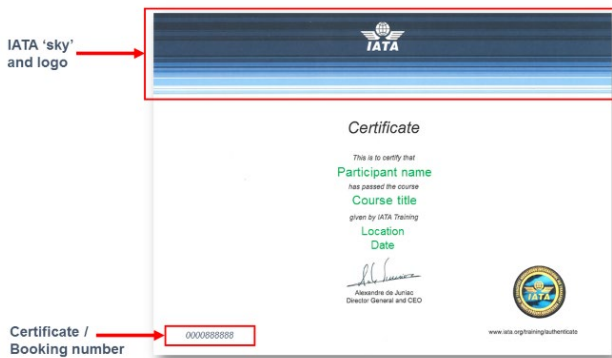 IATA 'sky'
and logo
IATA
Certificate
This is to certify that
Participant name
has passed the course
Course title
given by IATA Training
Location
Date
Alexandre de Juniac
Director General and CEO
IATA
www.iata.org/training/authenticate
Certificate /
Booking number
0000888888